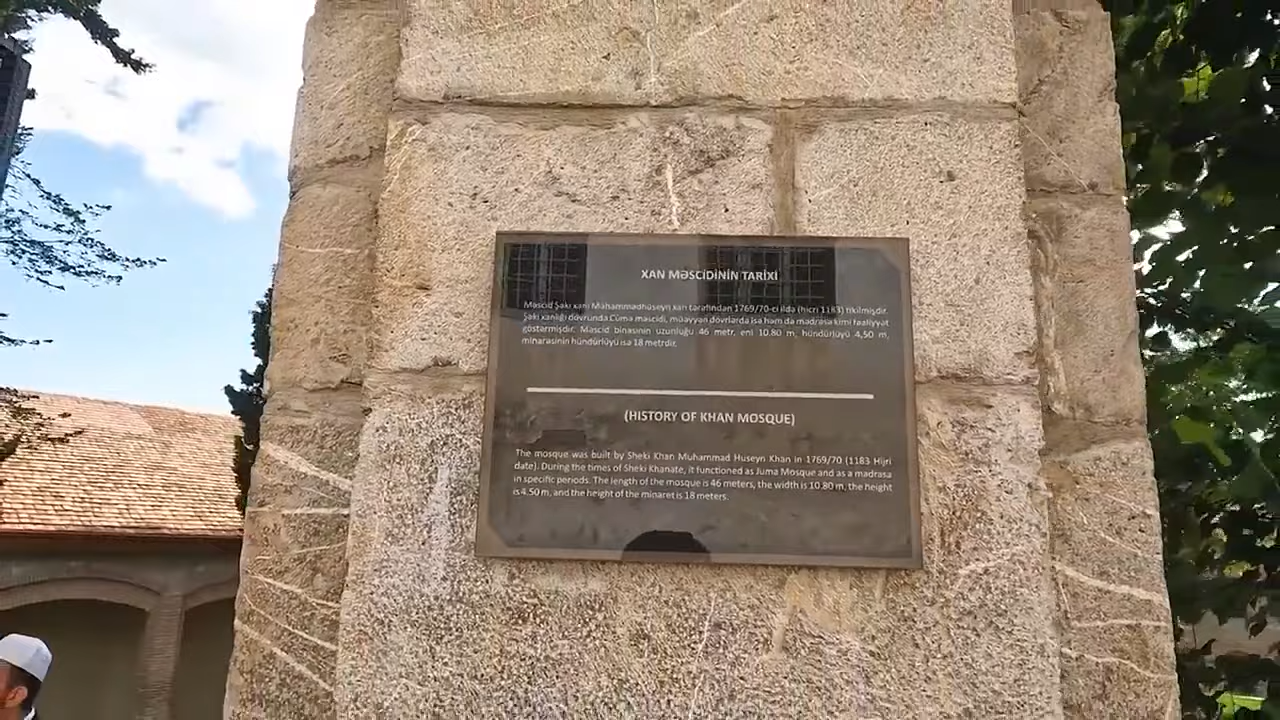 XAN MƏSCİDİNİN TARİXİ
Məscid Şəki xanı Məhəmmədhüseyn xan tərəfindən 1769/70-ci ildə (hicri 1183) tikilmişdir.
Şəki xanlığı dövründə Cümə məscidi, müəyyən dövrlərdə isə həm də mədrəsə kimi fəaliyyət
göstərmişdir. Məscid binasının uzunluğu 46 metr, eni 10.80 m, hündürlüyü 4,50 m,
minarəsinin hündürlüyü isə 18 metrdir.
(HISTORY OF KHAN MOSQUE)
The mosque was built by Sheki Khan Muhammad Huseyn Khan in 1769/70 (1183 Hijri
date). During the times of Sheki Khanate, it functioned as Juma Mosque and as a madrasa
in specific periods. The length of the mosque is 46 meters, the width is 10.80 m, the height
is 4.50 m, and the height of the minaret is 18 meters.